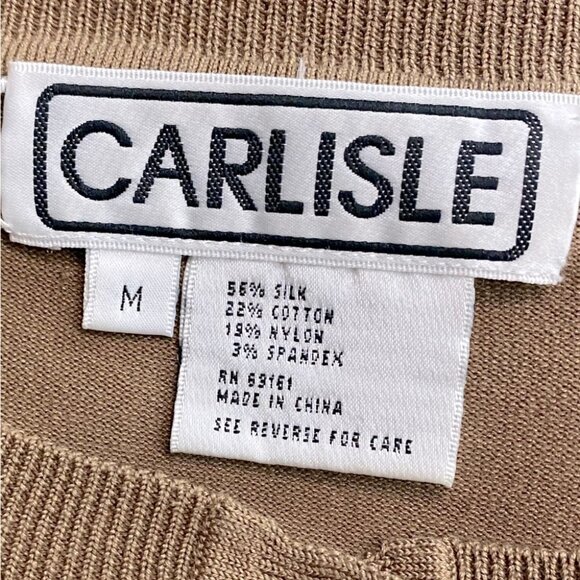 CARLISLE
M
56% SILK
22% COTTON
19% NYLON
3% SPANDEX
RN 69161
MADE IN CHINA
SEE REVERSE FOR CARE